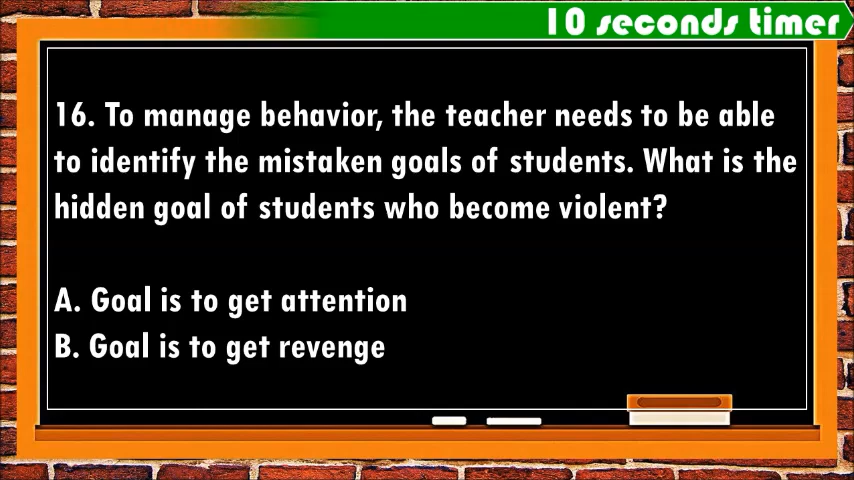 10 seconds timer
16. To manage behavior, the teacher needs to be able
to identify the mistaken goals of students. What is the
hidden goal of students who become violent?
A. Goal is to get attention
B. Goal is to get revenge